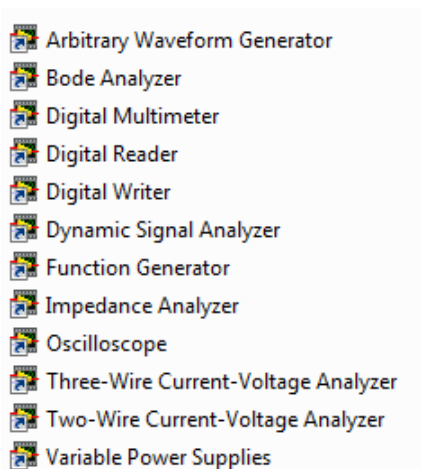 Arbitrary Waveform Generator
Bode Analyzer
Digital Multimeter
Digital Reader
Digital Writer
Dynamic Signal Analyzer
Function Generator
Impedance Analyzer
Oscilloscope
Three-Wire Current-Voltage Analyzer
Two-Wire Current-Voltage Analyzer
Variable Power Supplies